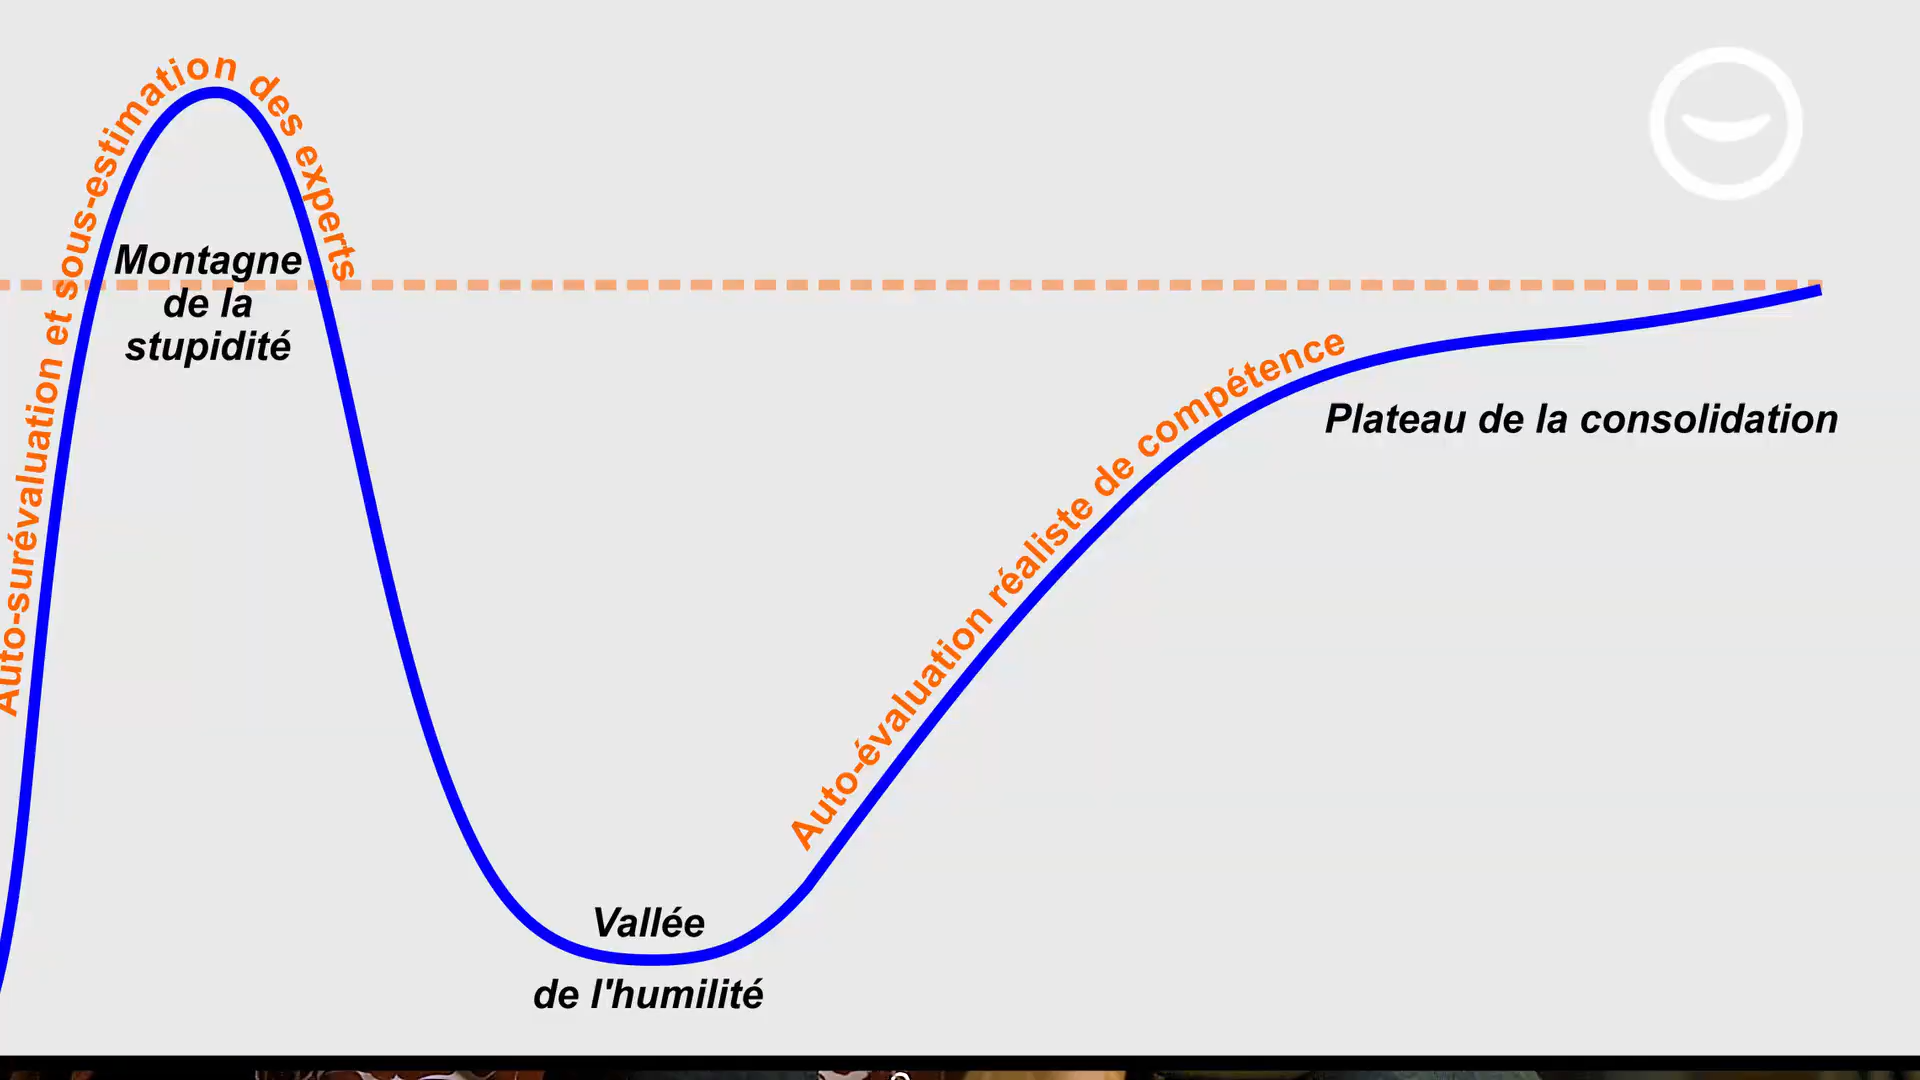 Auto-surévaluation et sous-estimation des experts
Montagne
de la
stupidité
Auto-évaluation réaliste de compétence
Plateau de la consolidation
Vallée
de l'humilité